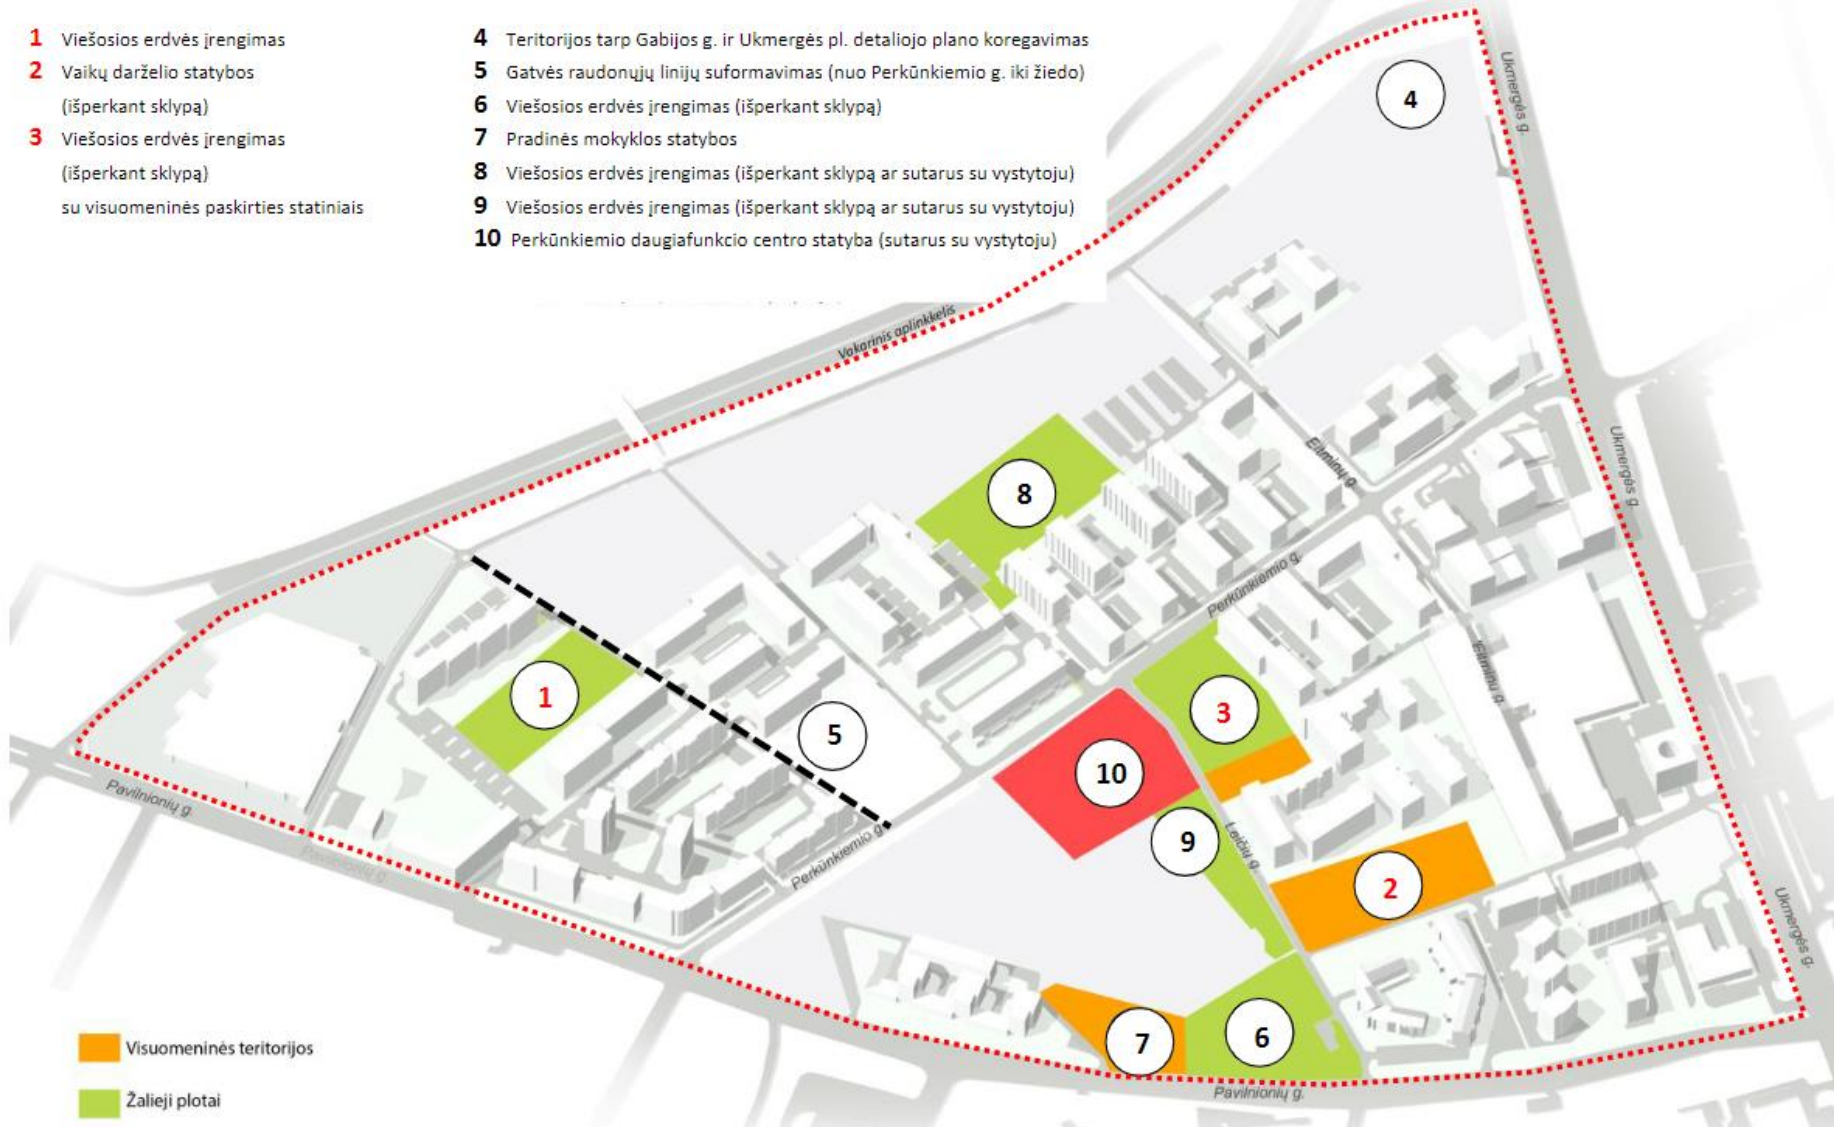 1 Viešosios erdvės įrengimas
2 Vaikų darželio statybos
(išperkant sklypą)
3 Viešosios erdvės įrengimas
(išperkant sklypą)
su visuomeninės paskirties statiniais
4 Teritorijos tarp Gabijos g. ir Ukmergės pl. detaliojo plano koregavimas
5 Gatvės raudonųjų linijų suformavimas (nuo Perkūnkiemio g. iki žiedo)
6 Viešosios erdvės įrengimas (išperkant sklypą)
7 Pradinės mokyklos statybos
8 Viešosios erdvės įrengimas (išperkant sklypą ar sutarus su vystytoju)
9 Viešosios erdvės įrengimas (išperkant sklypą ar sutarus su vystytoju)
10 Perkūnkiemio daugiafunkcio centro statyba (sutarus su vystytoju)
4
Ukmergės g.
Vakarinis aplinkkelis
Ukmergės g.
Eitminų g.
8
Perkūnkiemio g.
Eitminų g.
1
5
3
10
Pavilnionių g.
9
Leičių g.
Perkūnkiemio g.
Pavilnionių g.
2
Ukmergės g.
7
6
Pavilnionių g.
Visuomeninės teritorijos
Žalieji plotai